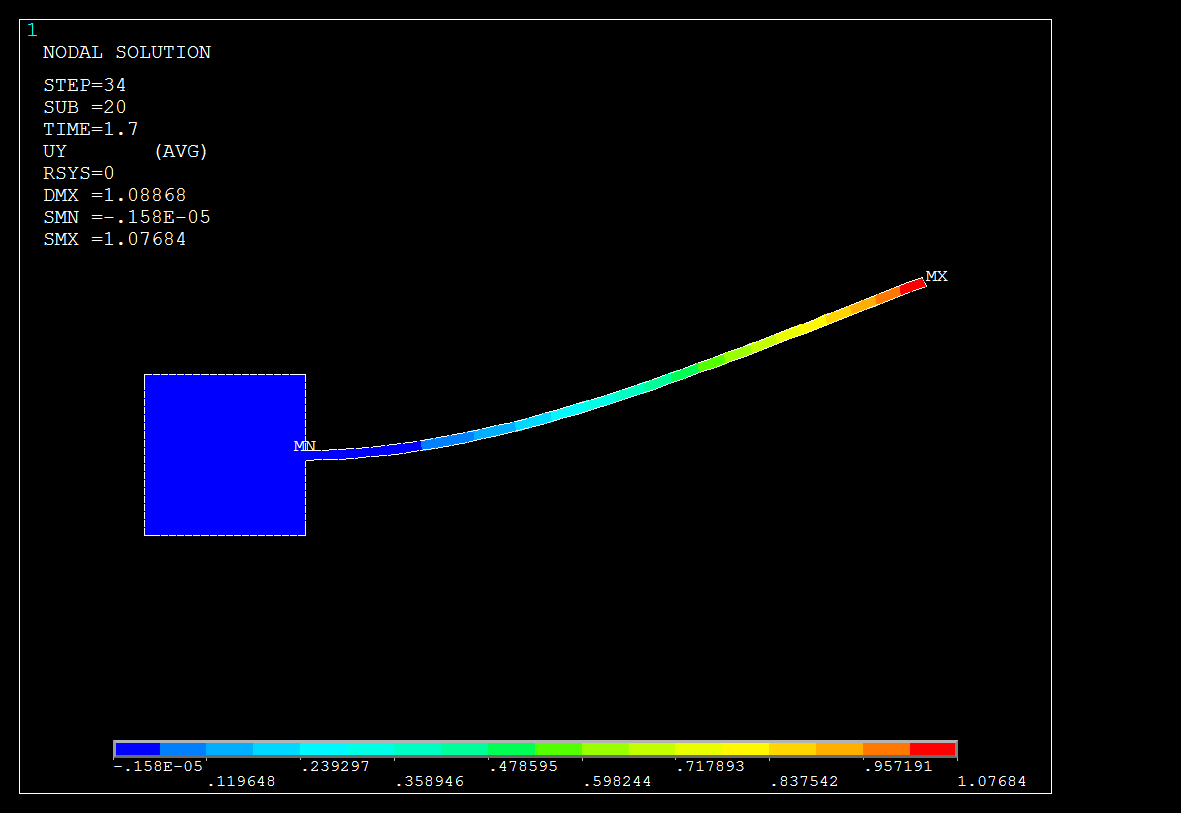 1
NODAL SOLUTION
STEP=34
SUB =20
TIME=1.7
UY (AVG)
RSYS=0
DMX =1.08868
SMN =-.158E-05
SMX =1.07684
MX
MN
-.158E-05 .239297 .478595 .717893 .957191
.119648 .358946 .598244 .837542 1.07684